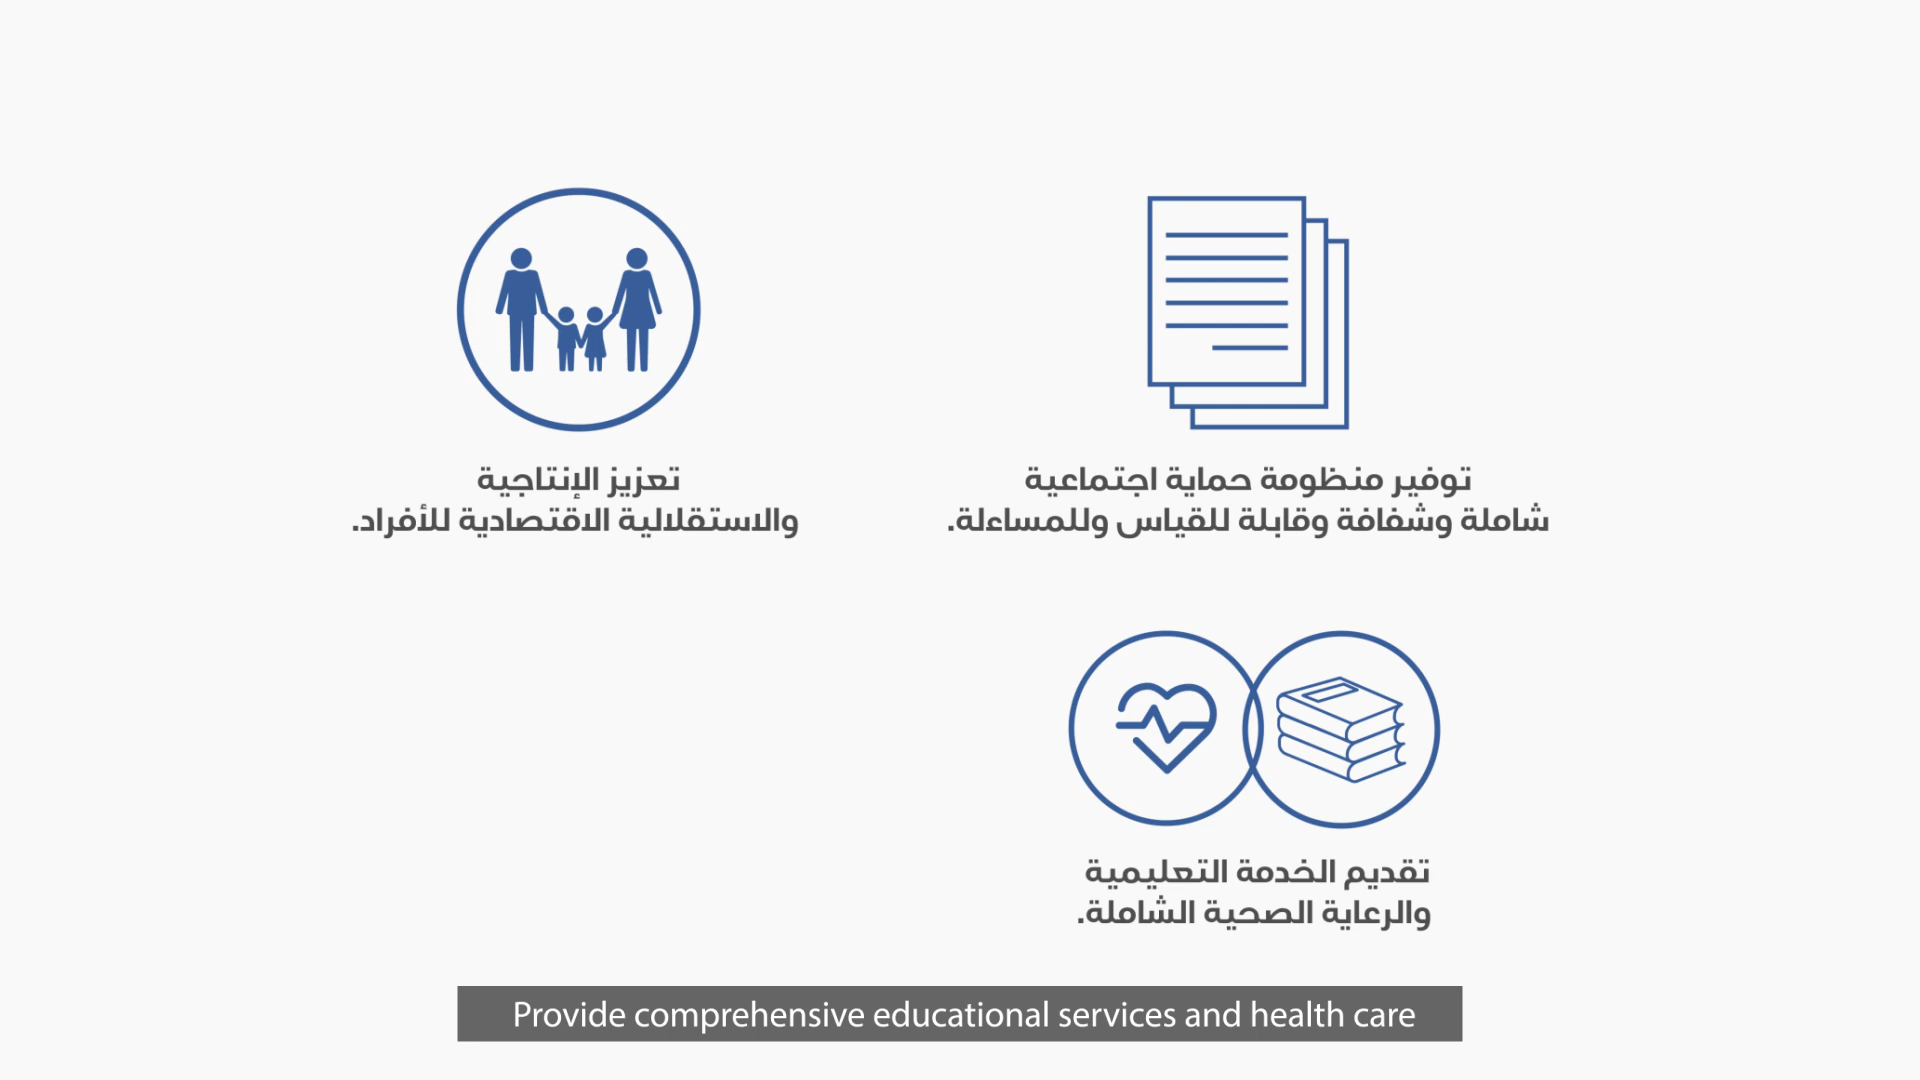 توفير منظومة حماية اجتماعية
شاملة وشفافة وقابلة للقياس وللمساءلة.
تعزيز الإنتاجية
والاستقلالية الاقتصادية للأفراد.
تقديم الخدمة التعليمية
والرعاية الصحية الشاملة.
Provide comprehensive educational services and health care